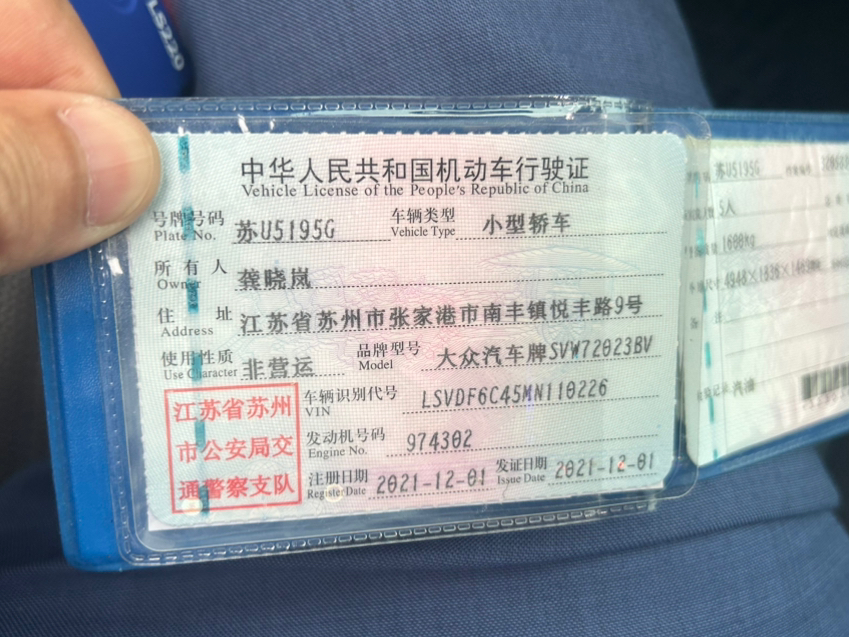 LS220
中华人民共和国机动车行驶证
Vehicle License of the People's Republic of China
号牌号码 苏U5195G 车辆类型 小型轿车
Plate No. Vehicle Type
所有人 龚晓岚
Owner
住址 江苏省苏州市张家港市南丰镇悦丰路9号
Address
使用性质 非营运 品牌型号 大众汽车牌SVW72023BV
Use Character Model
江苏省苏州
市公安局交
通警察支队
车辆识别代号 LSVDF6C45MN110226
VIN
发动机号码 974302
Engine No.
注册日期 2021-12-01 发证日期 2021-12-01
Register Date Issue Date
苏U5195G
5人
1690kg
汽油